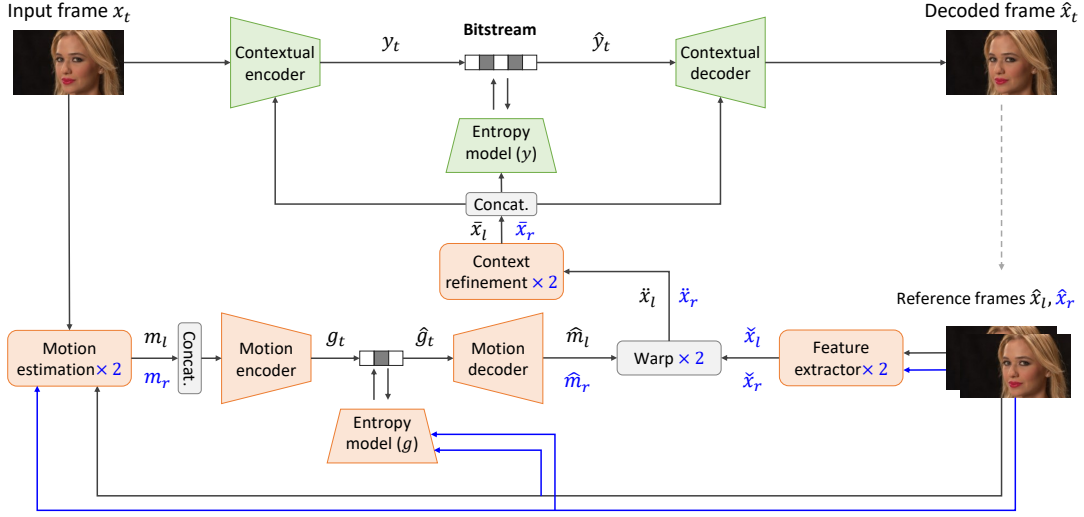 Input frame x_t
Decoded frame x̂_t
Bitstream
Contextual
encoder
y_t
ŷ_t
Contextual
decoder
Entropy
model (y)
Concat.
x̄_l
x̄_r
Context
refinement × 2
ẍ_l
ẍ_r
Reference frames x̂_l, x̂_r
Motion
estimation × 2
m_l
m_r
Concat.
Motion
encoder
g_t
ĝ_t
Motion
decoder
m̂_l
m̂_r
Warp × 2
x̌_l
x̌_r
Feature
extractor × 2
Entropy
model (g)